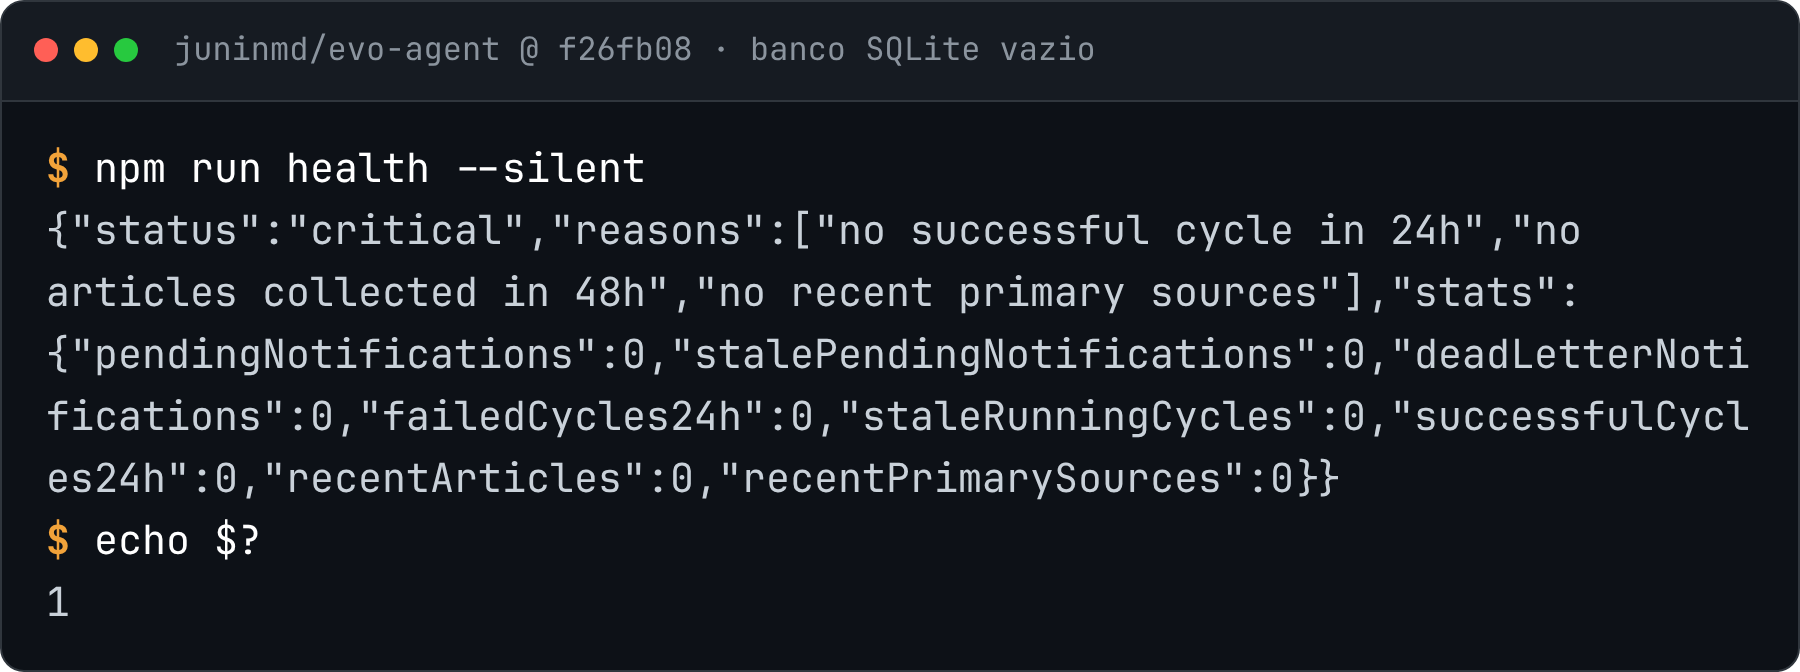 juninmd/evo-agent @ f26fb08 · banco SQLite vazio
$ npm run health --silent
{"status":"critical","reasons":["no successful cycle in 24h","no
articles collected in 48h","no recent primary sources"],"stats":
{"pendingNotifications":0,"stalePendingNotifications":0,"deadLetterNoti
fications":0,"failedCycles24h":0,"staleRunningCycles":0,"successfulCycl
es24h":0,"recentArticles":0,"recentPrimarySources":0}}
$ echo $?
1